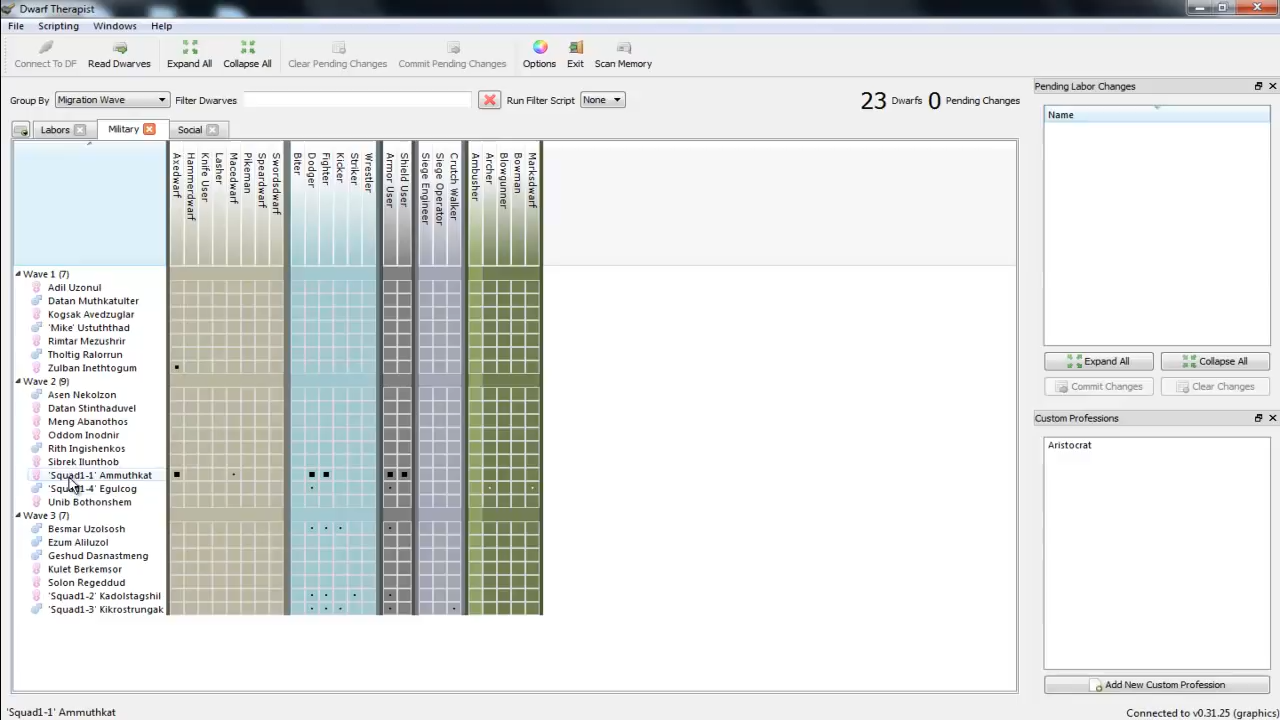 Dwarf Therapist
File Scripting Windows Help
Connect To DF Read Dwarves Expand All Collapse All Clear Pending Changes Commit Pending Changes Options Exit Scan Memory
Group By Migration Wave Filter Dwarves Run Filter Script None 23 Dwarfs 0 Pending Changes
Labors Military Social
Axedwarf
Hammerdwarf
Knife User
Lasher
Macedwarf
Pikeman
Speardwarf
Swordsdwarf
Biter
Dodger
Fighter
Kicker
Striker
Wrestler
Armor User
Shield User
Siege Engineer
Siege Operator
Crutch Walker
Ambusher
Archer
Blowgunner
Bowman
Marksdwarf
Wave 1 (7)
Adil Uzonul
Datan Muthkatulter
Kogsak Avedzuglar
'Mike' Ustuththad
Rimtar Mezushrir
Tholtig Ralorrun
Zulban Inethtogum
Wave 2 (9)
Asen Nekolzon
Datan Stinthaduvel
Meng Abanothos
Oddom Inodnir
Rith Ingishenkos
Sibrek Ilunthob
'Squad1-1' Ammuthkat
'Squad1-4' Egulcog
Unib Bothonshem
Wave 3 (7)
Besmar Uzolsosh
Ezum Aliluzol
Geshud Dasnastmeng
Kulet Berkemsor
Solon Regeddud
'Squad1-2' Kadolstagshil
'Squad1-3' Kikrostrungak
Pending Labor Changes
Name
Expand All Collapse All
Commit Changes Clear Changes
Custom Professions
Aristocrat
Add New Custom Profession
'Squad1-1' Ammuthkat
Connected to v0.31.25 (graphics)